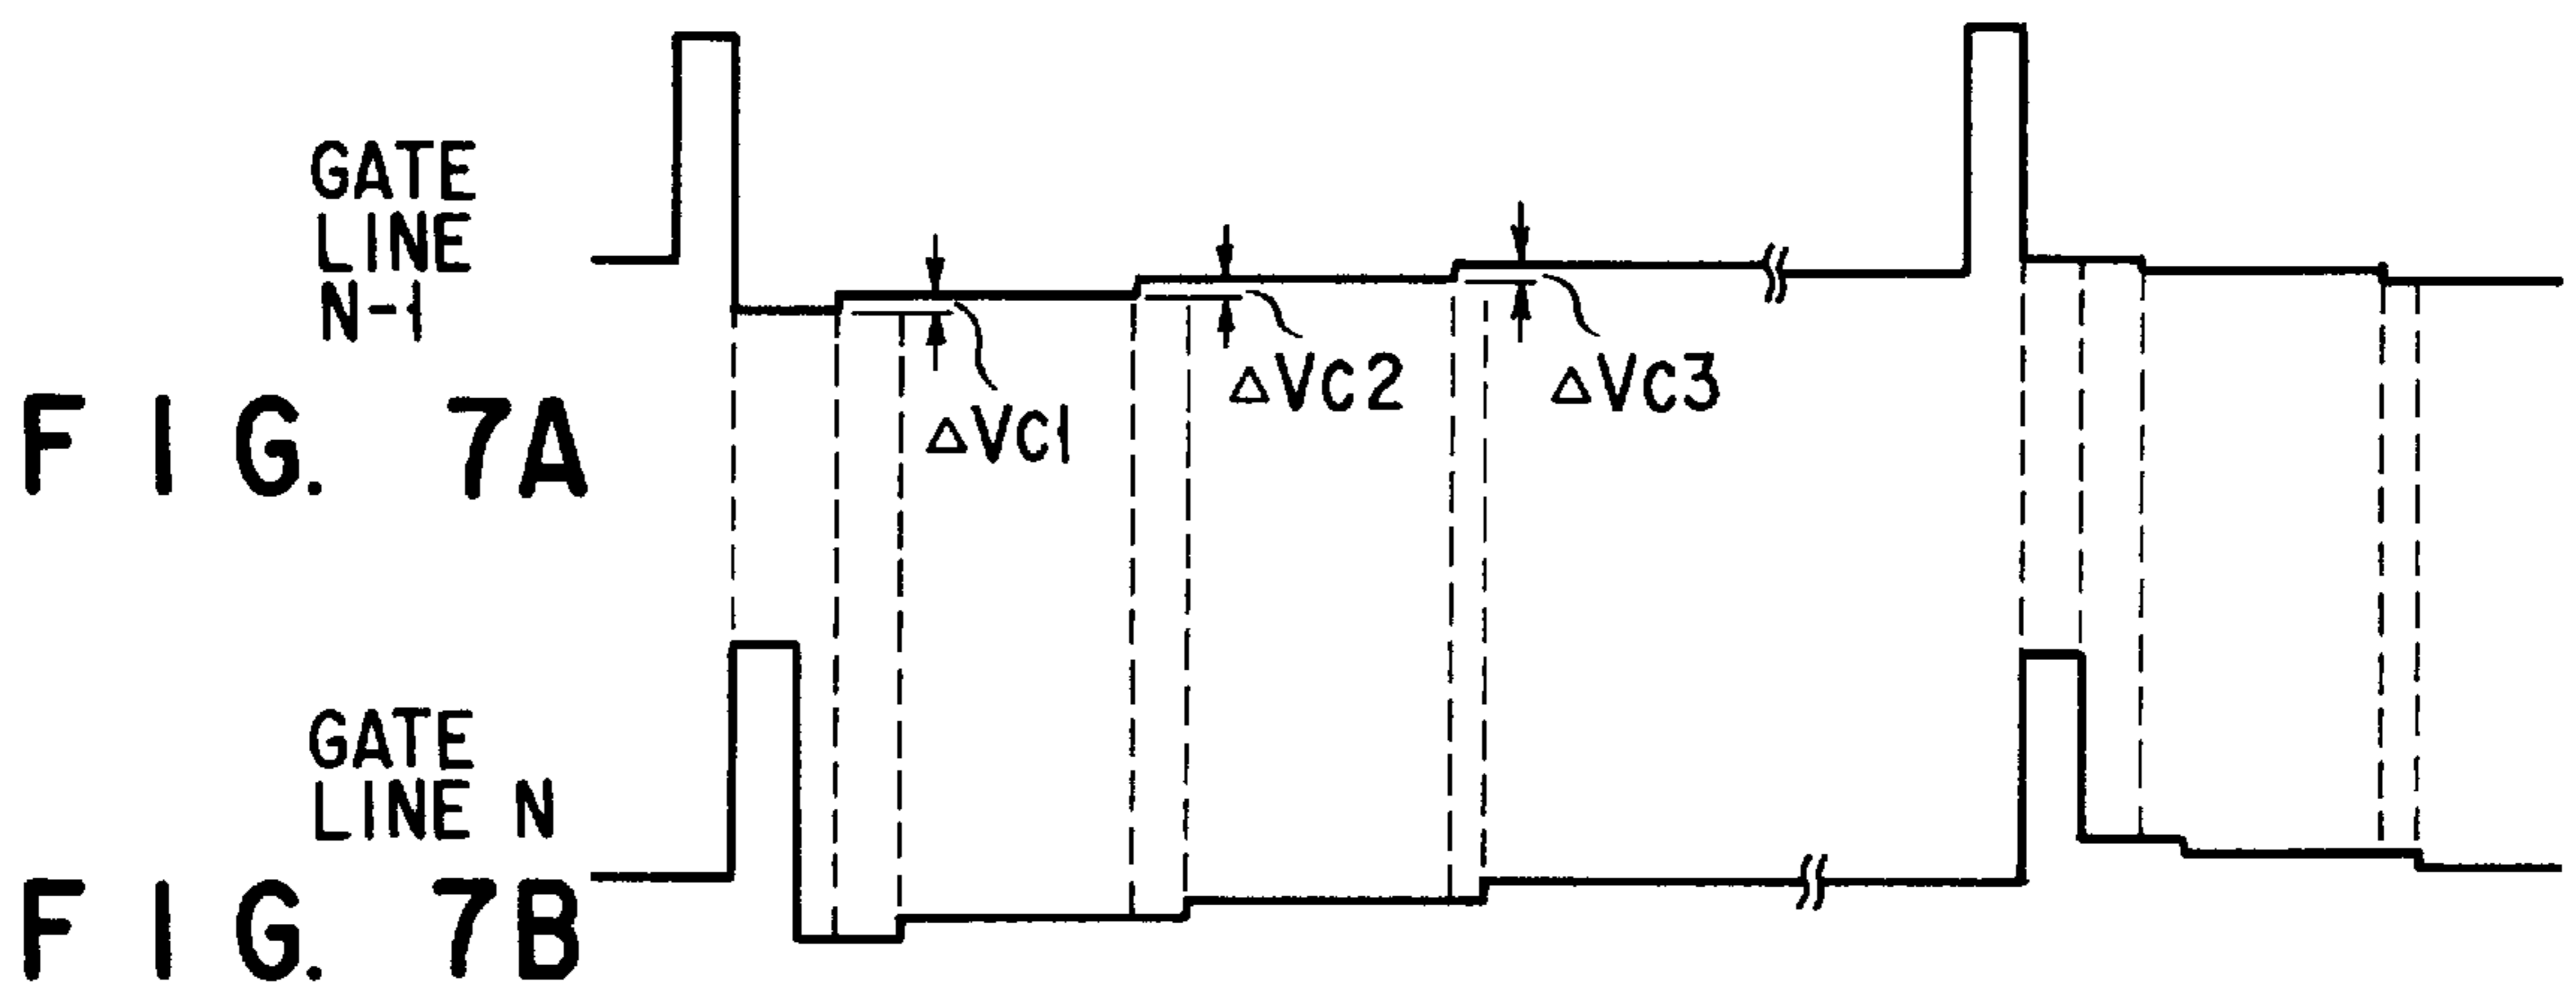 GATE
LINE
N-1
ΔVC1
ΔVC2
ΔVC3
FIG. 7A
GATE
LINE N
FIG. 7B